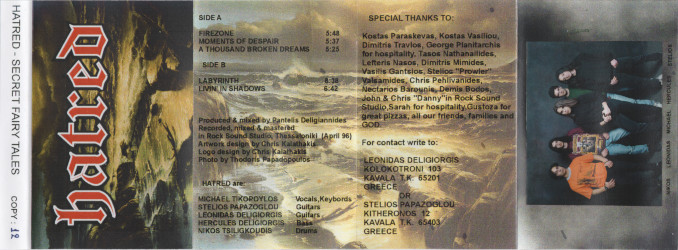 HATRED - SECRET FAIRY TALES
COPY: 12
hatred
SIDE A
FIREZONE 5:48
MOMENTS OF DESPAIR 5:37
A THOUSAND BROKEN DREAMS 5:25
SIDE B
LABYRINTH 6:38
LIVIN' IN SHADOWS 6:42
Produced & mixed by Pantelis Deligiannides
Recorded, mixed & mastered
in Rock Sound Studio, Thessaloniki (April 96)
Artwork design by Chris Kalathakis
Logo design by Chris Kalathakis
Photo by Thodoris Papadopoulos
HATRED are:
MICHAEL TIKOPOYLOS Vocals, Keybords
STELIOS PAPAZOGLOU Guitars
LEONIDAS DELIGIORGIS Guitars
HERCULES DELIGIORGIS Bass
NIKOS TSILIGKOUDIS Drums
SPECIAL THANKS TO:
Kostas Paraskevas, Kostas Vasiliou,
Dimitris Travlos, George Planitarchis
for hospitality, Tasos Nathanailides,
Lefteris Nasos, Dimitris Mimides,
Vasilis Gantsios, Stelios "Prowler"
Valsamides, Chris Pehlivanides,
Nectarios Barounis, Demis Bodos,
John & Chris "Danny" in Rock Sound
Studio, Sarah for hospitality, Gusfora for
great pizzas, all our friends, families and
GOD.
For contact write to:
LEONIDAS DELIGIORGIS
KOLOKOTRONI 103
KAVALA T.K. 65201
GREECE
OR
STELIOS PAPAZOGLOU
KITHERONOS 12
KAVALA T.K. 65403
GREECE
NIKOS LEONIDAS MICHAEL HERCULES STELIOS